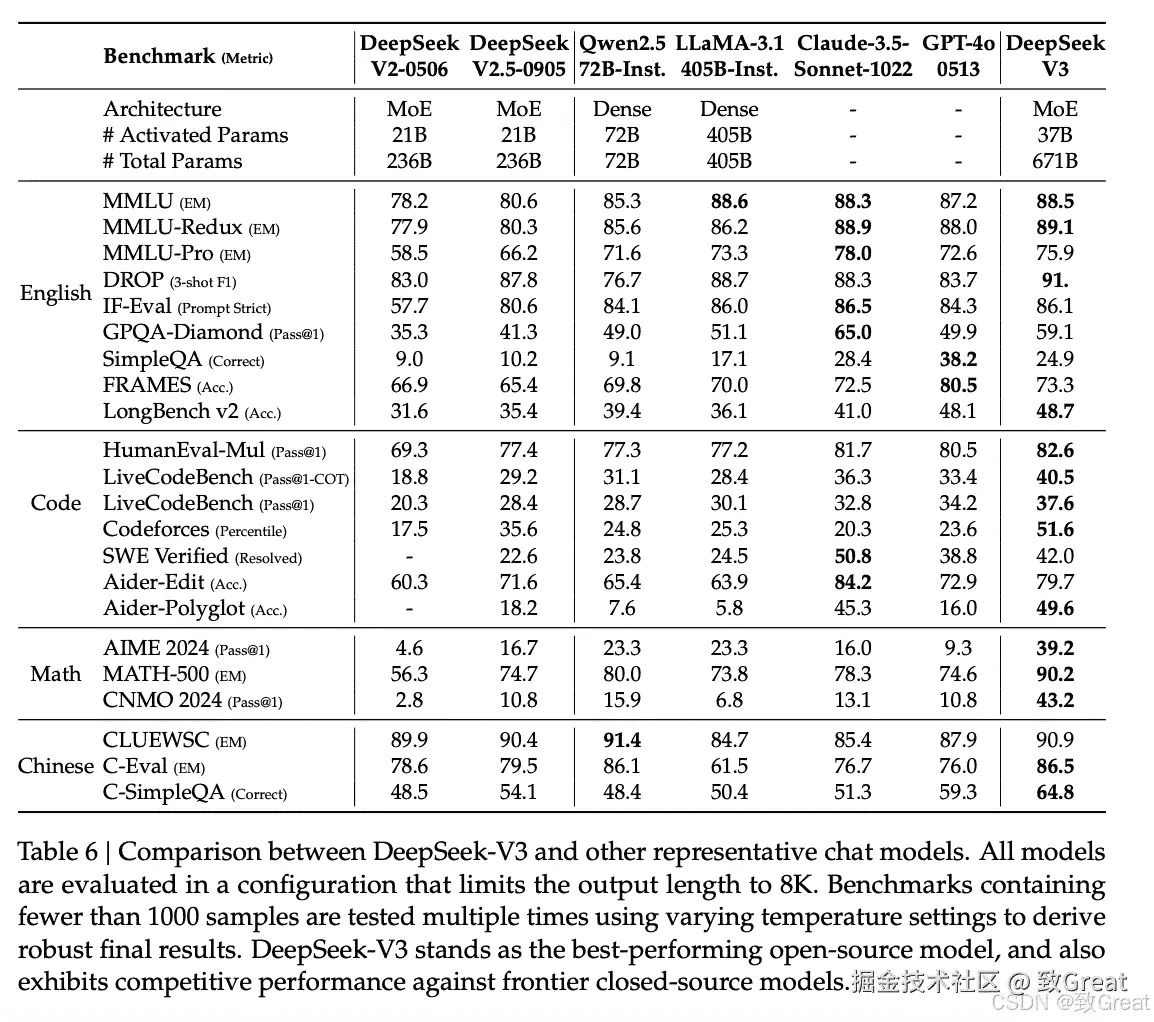 Benchmark (Metric) DeepSeek DeepSeek Qwen2.5 LLaMA-3.1 Claude-3.5- GPT-4o DeepSeek
V2-0506 V2.5-0905 72B-Inst. 405B-Inst. Sonnet-1022 0513 V3
Architecture MoE MoE Dense Dense - - MoE
# Activated Params 21B 21B 72B 405B - - 37B
# Total Params 236B 236B 72B 405B - - 671B
English
MMLU (EM) 78.2 80.6 85.3 88.6 88.3 87.2 88.5
MMLU-Redux (EM) 77.9 80.3 85.6 86.2 88.9 88.0 89.1
MMLU-Pro (EM) 58.5 66.2 71.6 73.3 78.0 72.6 75.9
DROP (3-shot F1) 83.0 87.8 76.7 88.7 88.3 83.7 91.
IF-Eval (Prompt Strict) 57.7 80.6 84.1 86.0 86.5 84.3 86.1
GPQA-Diamond (Pass@1) 35.3 41.3 49.0 51.1 65.0 49.9 59.1
SimpleQA (Correct) 9.0 10.2 9.1 17.1 28.4 38.2 24.9
FRAMES (Acc.) 66.9 65.4 69.8 70.0 72.5 80.5 73.3
LongBench v2 (Acc.) 31.6 35.4 39.4 36.1 41.0 48.1 48.7
Code
HumanEval-Mul (Pass@1) 69.3 77.4 77.3 77.2 81.7 80.5 82.6
LiveCodeBench (Pass@1-COT) 18.8 29.2 31.1 28.4 36.3 33.4 40.5
LiveCodeBench (Pass@1) 20.3 28.4 28.7 30.1 32.8 34.2 37.6
Codeforces (Percentile) 17.5 35.6 24.8 25.3 20.3 23.6 51.6
SWE Verified (Resolved) - 22.6 23.8 24.5 50.8 38.8 42.0
Aider-Edit (Acc.) 60.3 71.6 65.4 63.9 84.2 72.9 79.7
Aider-Polyglot (Acc.) - 18.2 7.6 5.8 45.3 16.0 49.6
Math
AIME 2024 (Pass@1) 4.6 16.7 23.3 23.3 16.0 9.3 39.2
MATH-500 (EM) 56.3 74.7 80.0 73.8 78.3 74.6 90.2
CNMO 2024 (Pass@1) 2.8 10.8 15.9 6.8 13.1 10.8 43.2
Chinese
CLUEWSC (EM) 89.9 90.4 91.4 84.7 85.4 87.9 90.9
C-Eval (EM) 78.6 79.5 86.1 61.5 76.7 76.0 86.5
C-SimpleQA (Correct) 48.5 54.1 48.4 50.4 51.3 59.3 64.8
Table 6 | Comparison between DeepSeek-V3 and other representative chat models. All models
are evaluated in a configuration that limits the output length to 8K. Benchmarks containing
fewer than 1000 samples are tested multiple times using varying temperature settings to derive
robust final results. DeepSeek-V3 stands as the best-performing open-source model, and also
exhibits competitive performance against frontier closed-source models.
掘金技术社区 @ 致Great
CSDN @致Great